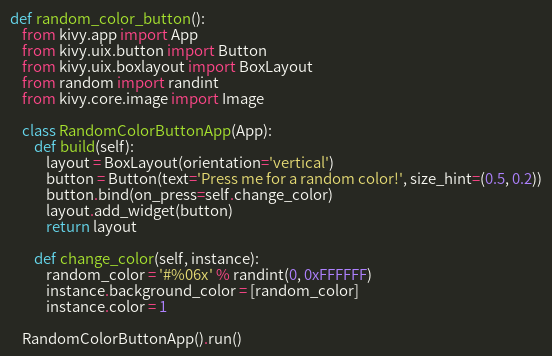 def random_color_button():
    from kivy.app import App
    from kivy.uix.button import Button
    from kivy.uix.boxlayout import BoxLayout
    from random import randint
    from kivy.core.image import Image

    class RandomColorButtonApp(App):
        def build(self):
            layout = BoxLayout(orientation='vertical')
            button = Button(text='Press me for a random color!', size_hint=(0.5, 0.2))
            button.bind(on_press=self.change_color)
            layout.add_widget(button)
            return layout

        def change_color(self, instance):
            random_color = '#%06x' % randint(0, 0xFFFFFF)
            instance.background_color = [random_color]
            instance.color = 1

    RandomColorButtonApp().run()